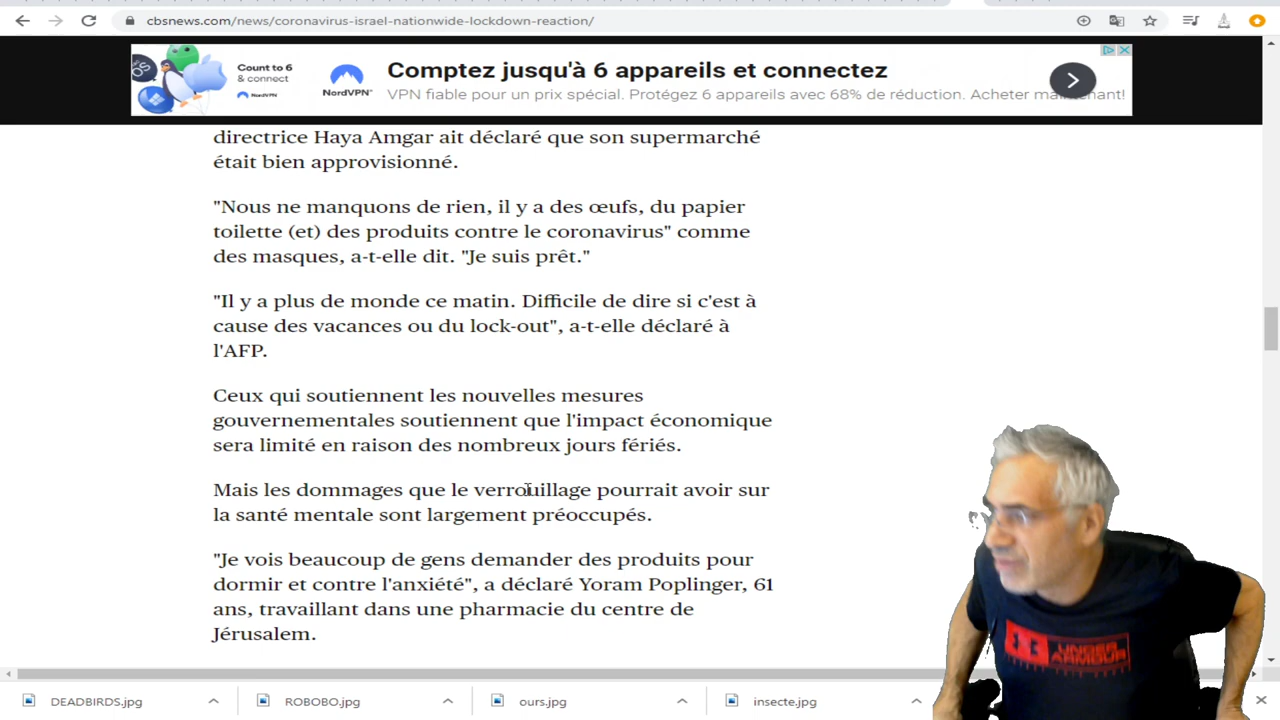 cbsnews.com/news/coronavirus-israel-nationwide-lockdown-reaction/
Count to 6
& connect
NordVPN
NordVPN
Comptez jusqu'à 6 appareils et connectez
VPN fiable pour un prix spécial. Protégez 6 appareils avec 68% de réduction. Acheter maintenant!
directrice Haya Amgar ait déclaré que son supermarché
était bien approvisionné.
"Nous ne manquons de rien, il y a des œufs, du papier
toilette (et) des produits contre le coronavirus" comme
des masques, a-t-elle dit. "Je suis prêt."
"Il y a plus de monde ce matin. Difficile de dire si c'est à
cause des vacances ou du lock-out", a-t-elle déclaré à
l'AFP.
Ceux qui soutiennent les nouvelles mesures
gouvernementales soutiennent que l'impact économique
sera limité en raison des nombreux jours fériés.
Mais les dommages que le verrouillage pourrait avoir sur
la santé mentale sont largement préoccupés.
"Je vois beaucoup de gens demander des produits pour
dormir et contre l'anxiété", a déclaré Yoram Poplinger, 61
ans, travaillant dans une pharmacie du centre de
Jérusalem.
UNDER
ARMOUR
DEADBIRDS.jpg
ROBOBO.jpg
ours.jpg
insecte.jpg